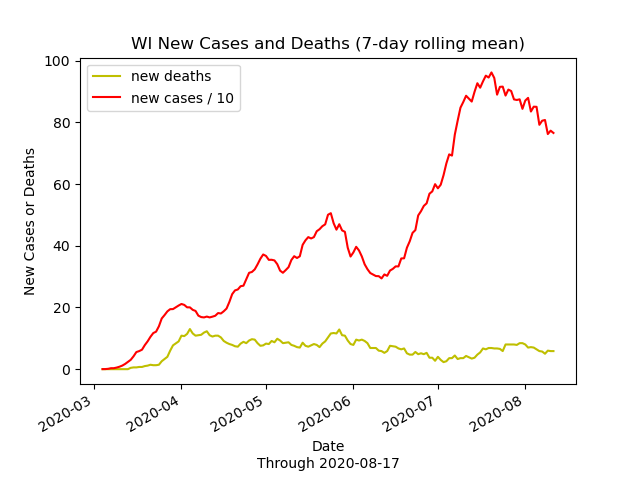 WI New Cases and Deaths (7-day rolling mean)
new deaths
new cases / 10
100
80
60
40
20
0
New Cases or Deaths
2020-03
2020-04
2020-05
2020-06
2020-07
2020-08
Date
Through 2020-08-17